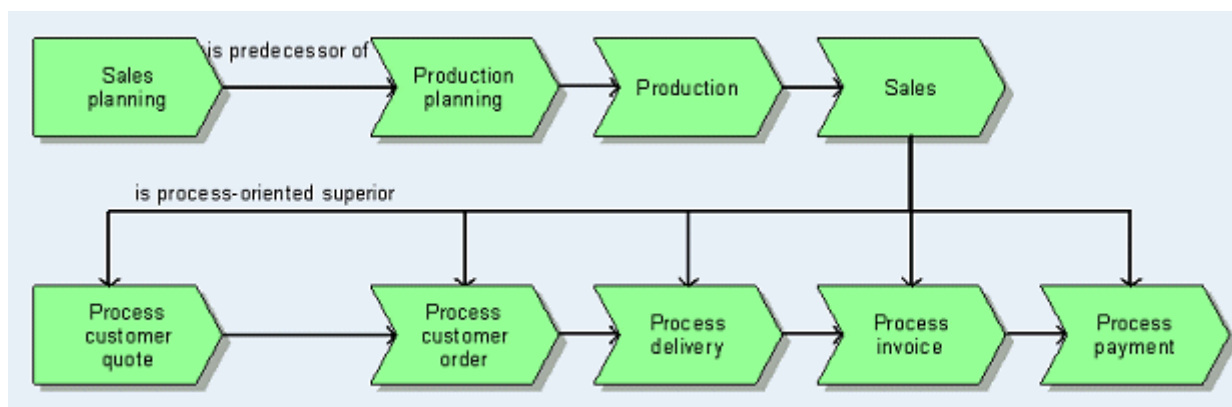 is predecessor of
Sales
planning
Production
planning
Production
Sales
is process-oriented superior
Process
customer
quote
Process
customer
order
Process
delivery
Process
invoice
Process
payment